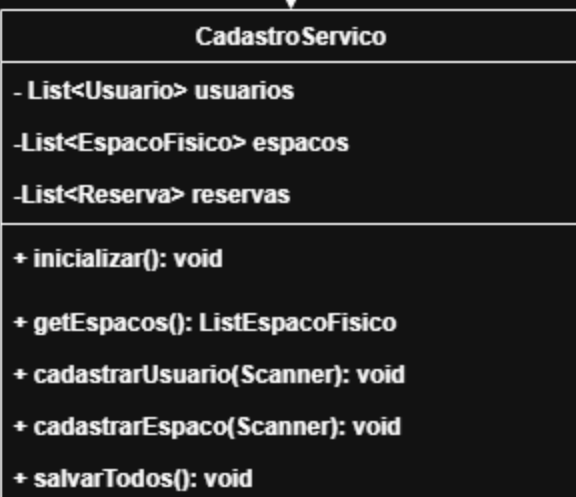 CadastroServico
- List<Usuario> usuarios
-List<EspacoFisico> espacos
-List<Reserva> reservas
+ inicializar(): void
+ getEspacos(): ListEspacoFisico
+ cadastrarUsuario(Scanner): void
+ cadastrarEspaco(Scanner): void
+ salvarTodos(): void